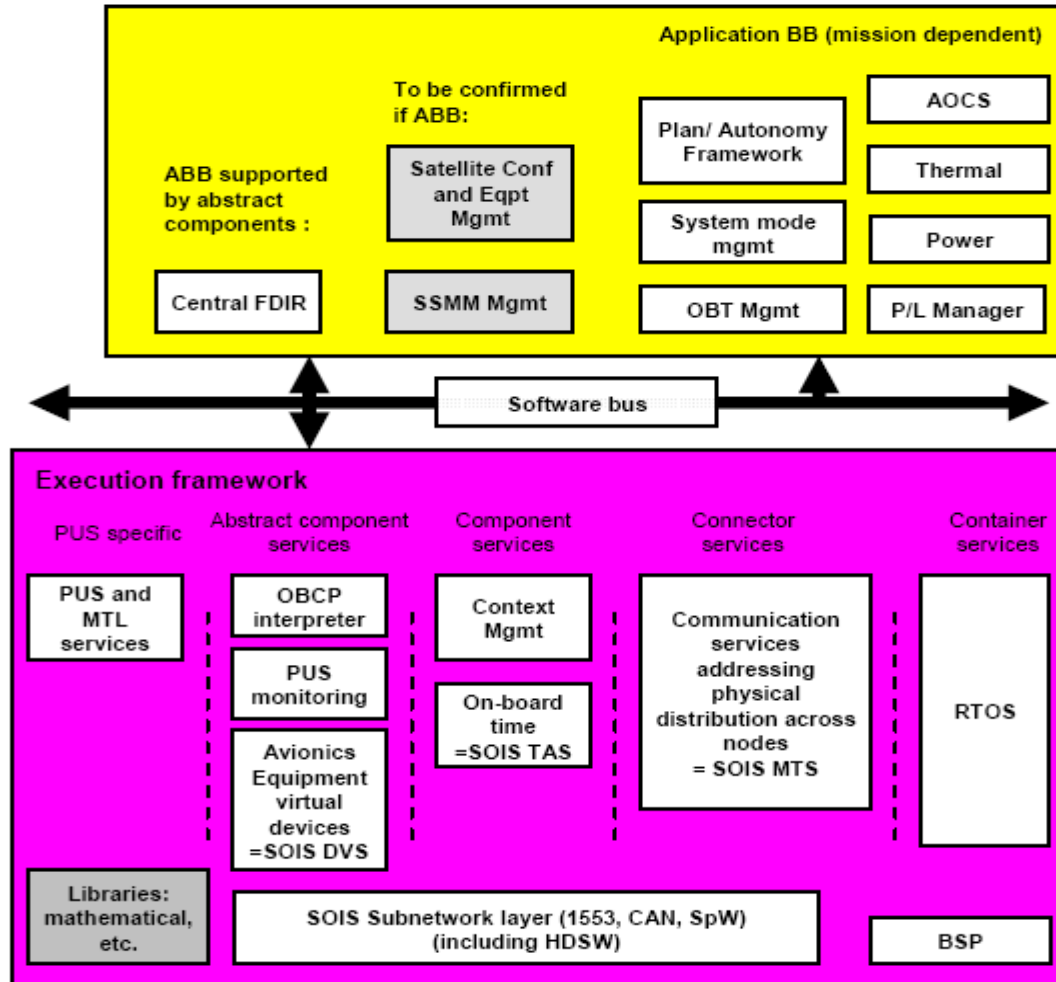 Application BB (mission dependent)
To be confirmed
if ABB:
ABB supported
by abstract
components :
Central FDIR
Satellite Conf
and Eqpt
Mgmt
SSMM Mgmt
Plan/ Autonomy
Framework
System mode
mgmt
OBT Mgmt
AOCS
Thermal
Power
P/L Manager
Software bus
Execution framework
PUS specific
Abstract component
services
Component
services
Connector
services
Container
services
PUS and
MTL
services
OBCP
interpreter
PUS
monitoring
Avionics
Equipment
virtual
devices
=SOIS DVS
Context
Mgmt
On-board
time
=SOIS TAS
Communication
services
addressing
physical
distribution across
nodes
= SOIS MTS
RTOS
Libraries:
mathematical,
etc.
SOIS Subnetwork layer (1553, CAN, SpW)
(including HDSW)
BSP